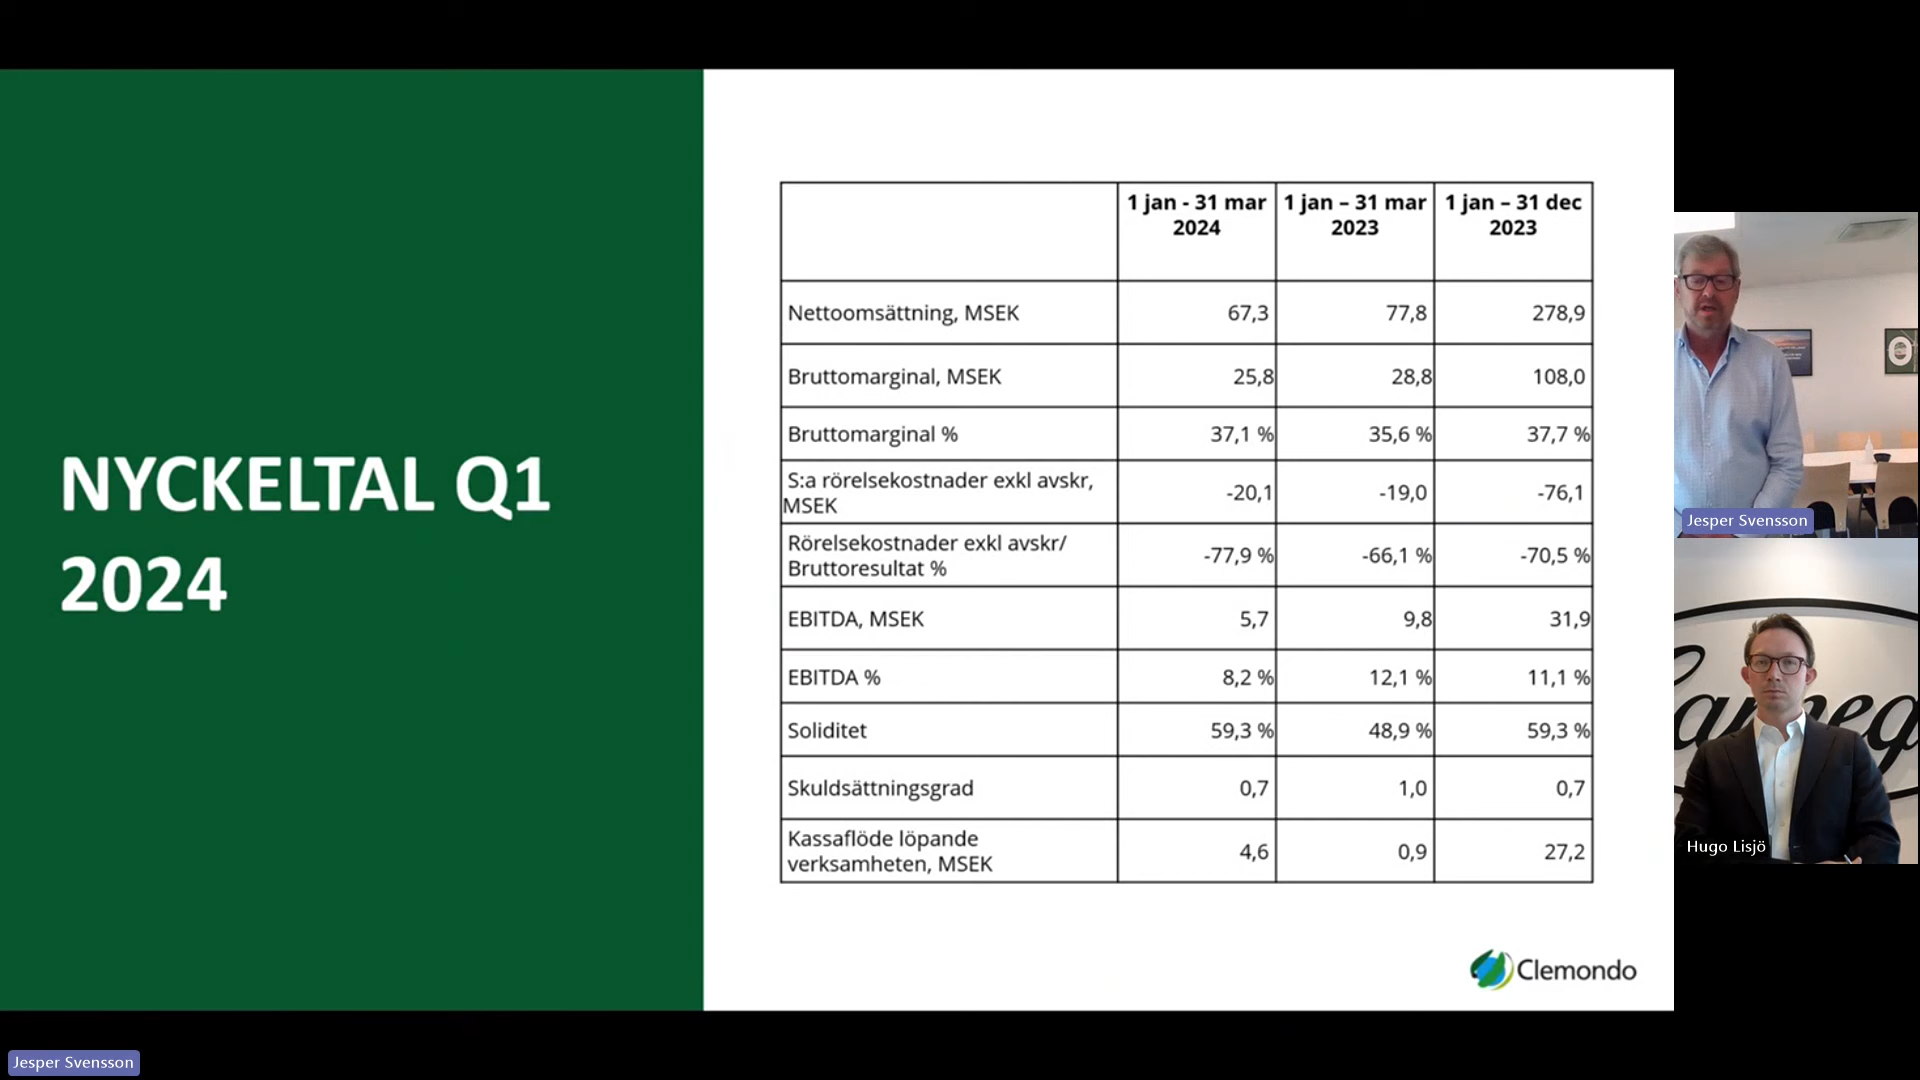 NYCKELTAL Q1
2024
1 jan - 31 mar 2024 1 jan – 31 mar 2023 1 jan – 31 dec 2023
Nettoomsättning, MSEK 67,3 77,8 278,9
Bruttomarginal, MSEK 25,8 28,8 108,0
Bruttomarginal % 37,1 % 35,6 % 37,7 %
S:a rörelsekostnader exkl avskr, MSEK -20,1 -19,0 -76,1
Rörelsekostnader exkl avskr/ Bruttoresultat % -77,9 % -66,1 % -70,5 %
EBITDA, MSEK 5,7 9,8 31,9
EBITDA % 8,2 % 12,1 % 11,1 %
Soliditet 59,3 % 48,9 % 59,3 %
Skuldsättningsgrad 0,7 1,0 0,7
Kassaflöde löpande verksamheten, MSEK 4,6 0,9 27,2
Clemondo
Jesper Svensson
Hugo Lisjö
Jesper Svensson